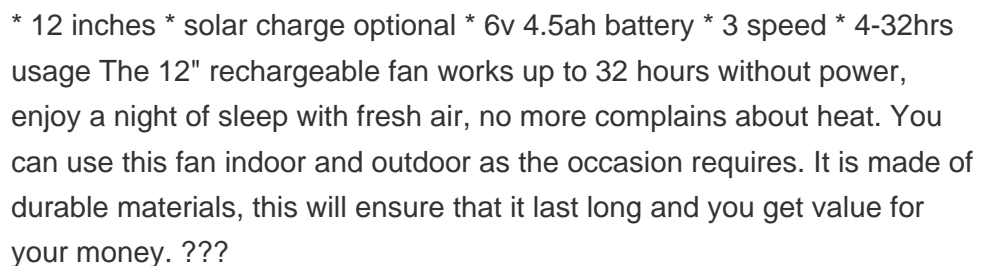 * 12 inches * solar charge optional * 6v 4.5ah battery * 3 speed * 4-32hrs
usage The 12" rechargeable fan works up to 32 hours without power,
enjoy a night of sleep with fresh air, no more complains about heat. You
can use this fan indoor and outdoor as the occasion requires. It is made of
durable materials, this will ensure that it last long and you get value for
your money. ???